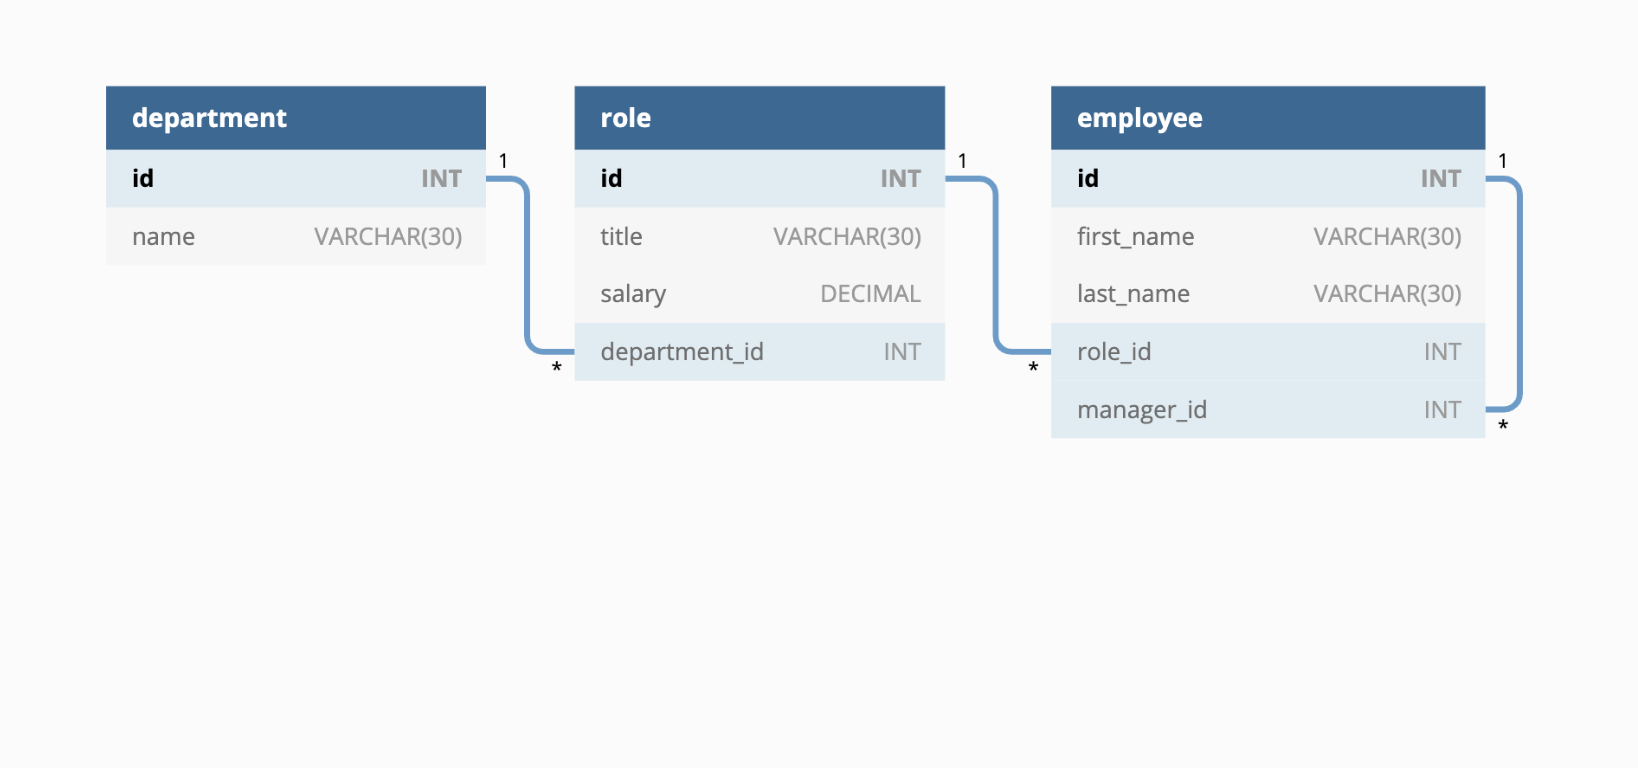 department
id INT
name VARCHAR(30)
1
*
role
id INT
title VARCHAR(30)
salary DECIMAL
department_id INT
1
*
employee
id INT
first_name VARCHAR(30)
last_name VARCHAR(30)
role_id INT
manager_id INT
1
*